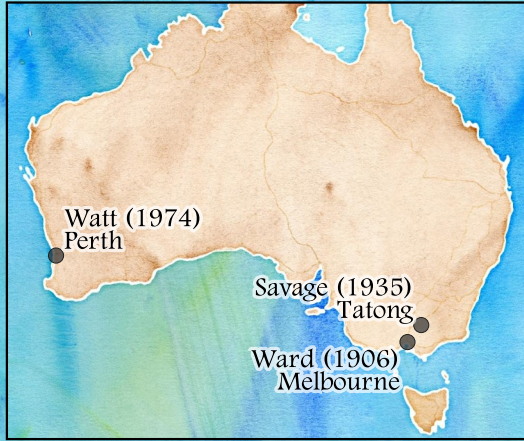 Watt (1974)
Perth
Savage (1935)
Tatong
Ward (1906)
Melbourne